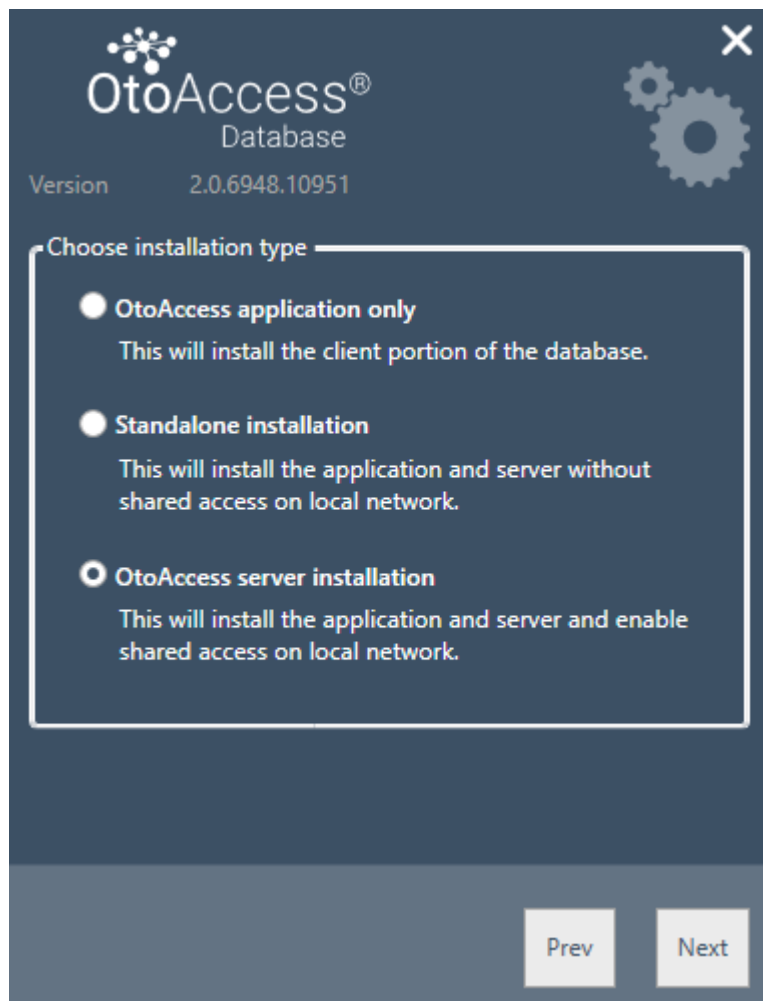 OtoAccess®
Database
Version 2.0.6948.10951
Choose installation type
OtoAccess application only
This will install the client portion of the database.
Standalone installation
This will install the application and server without
shared access on local network.
OtoAccess server installation
This will install the application and server and enable
shared access on local network.
Prev Next